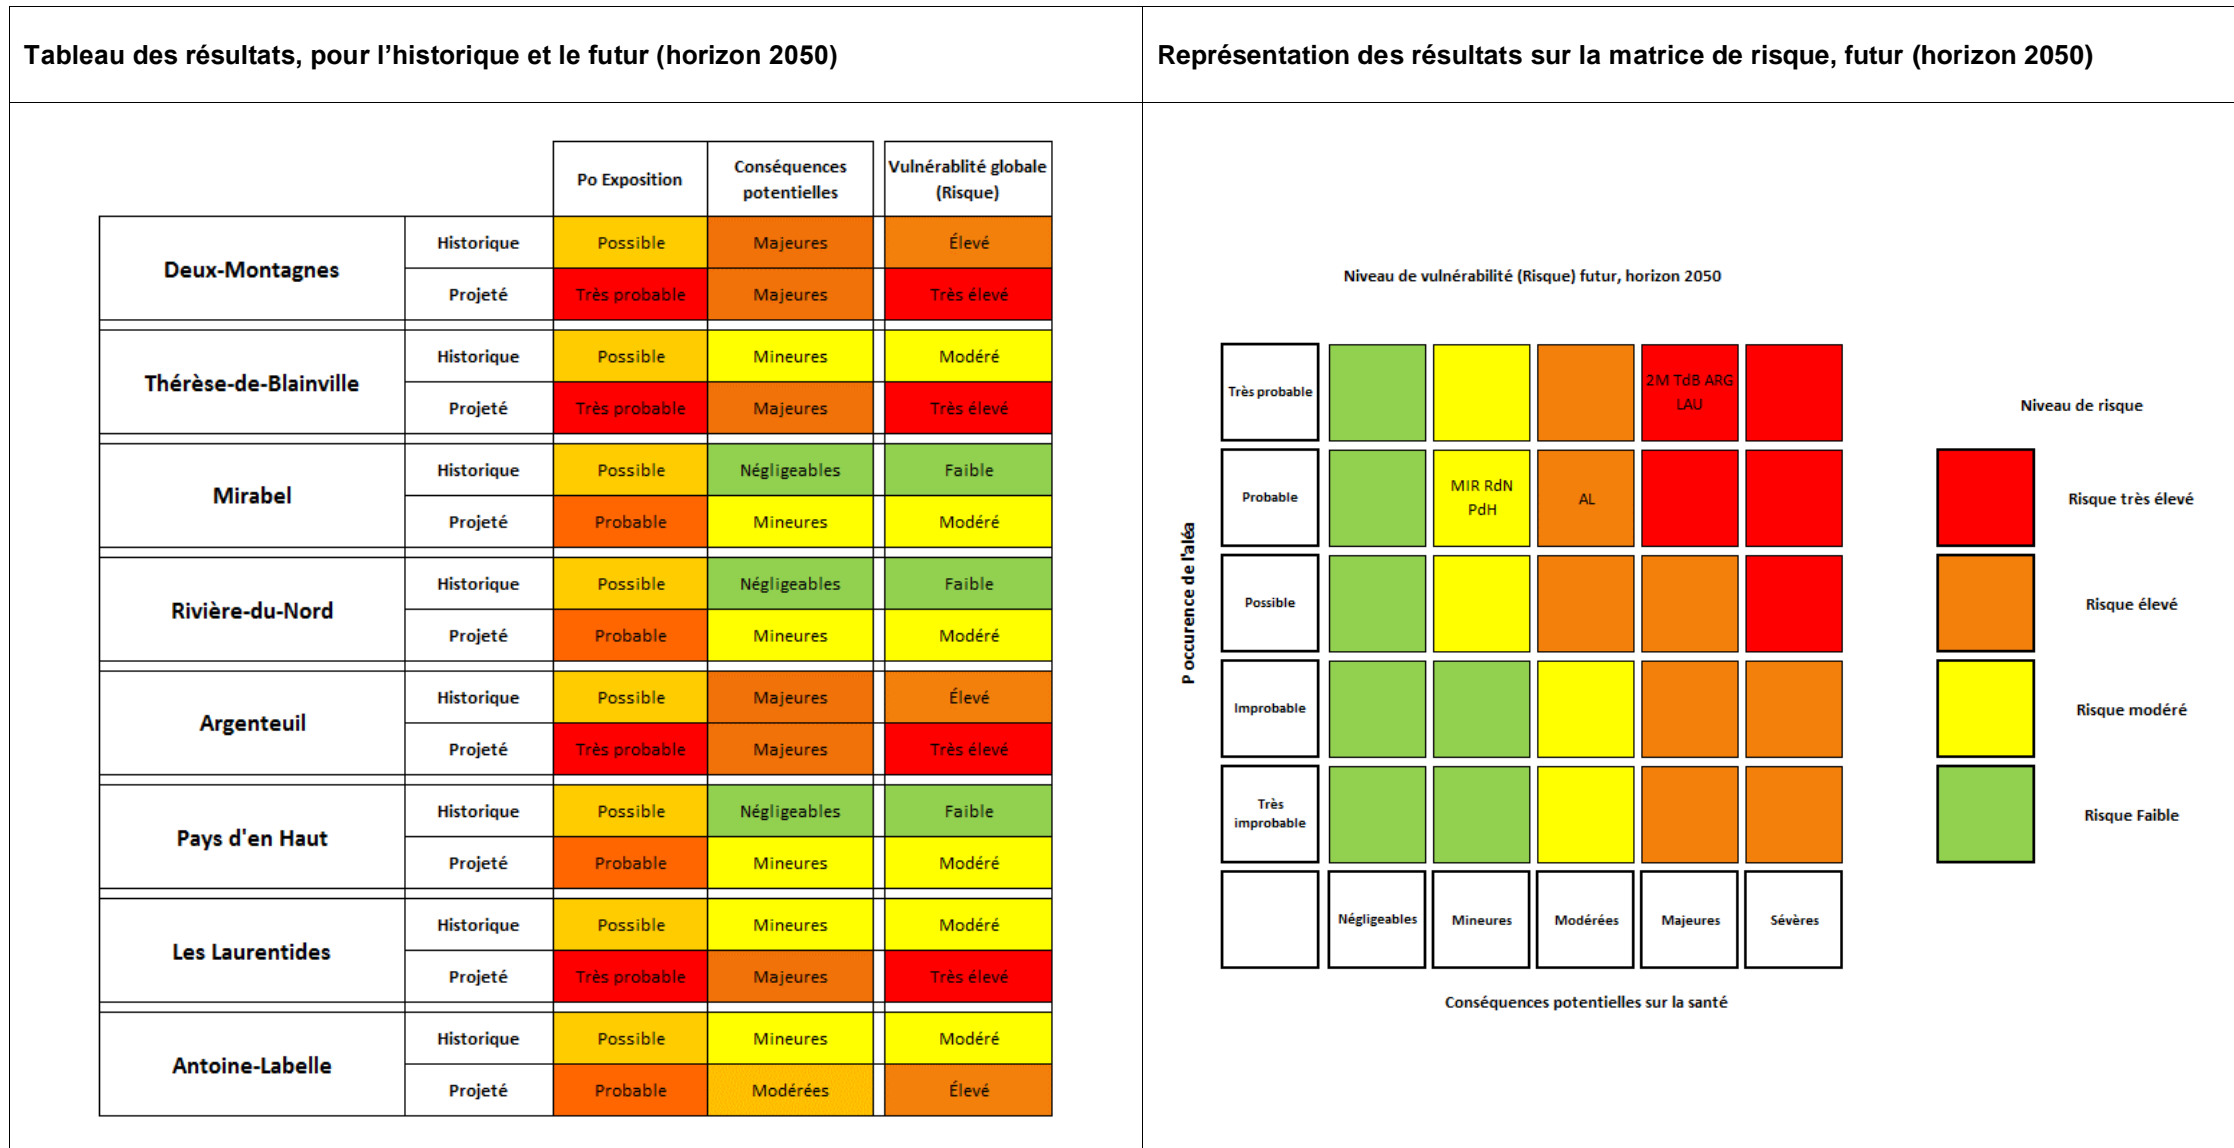 Tableau des résultats, pour l’historique et le futur (horizon 2050)
Représentation des résultats sur la matrice de risque, futur (horizon 2050)
Po Exposition
Conséquences
potentielles
Vulnérablité globale
(Risque)
Deux-Montagnes
Historique
Possible
Majeures
Élevé
Projeté
Très probable
Majeures
Très élevé
Thérèse-de-Blainville
Historique
Possible
Mineures
Modéré
Projeté
Très probable
Majeures
Très élevé
Mirabel
Historique
Possible
Négligeables
Faible
Projeté
Probable
Mineures
Modéré
Rivière-du-Nord
Historique
Possible
Négligeables
Faible
Projeté
Probable
Mineures
Modéré
Argenteuil
Historique
Possible
Majeures
Élevé
Projeté
Très probable
Majeures
Très élevé
Pays d'en Haut
Historique
Possible
Négligeables
Faible
Projeté
Probable
Mineures
Modéré
Les Laurentides
Historique
Possible
Mineures
Modéré
Projeté
Très probable
Majeures
Très élevé
Antoine-Labelle
Historique
Possible
Mineures
Modéré
Projeté
Probable
Modérées
Élevé
Niveau de vulnérabilité (Risque) futur, horizon 2050
P occurence de l'aléa
Très probable
2M TdB ARG
LAU
Probable
MIR RdN
PdH
AL
Possible
Improbable
Très
improbable
Négligeables
Mineures
Modérées
Majeures
Sévères
Conséquences potentielles sur la santé
Niveau de risque
Risque très élevé
Risque élevé
Risque modéré
Risque Faible